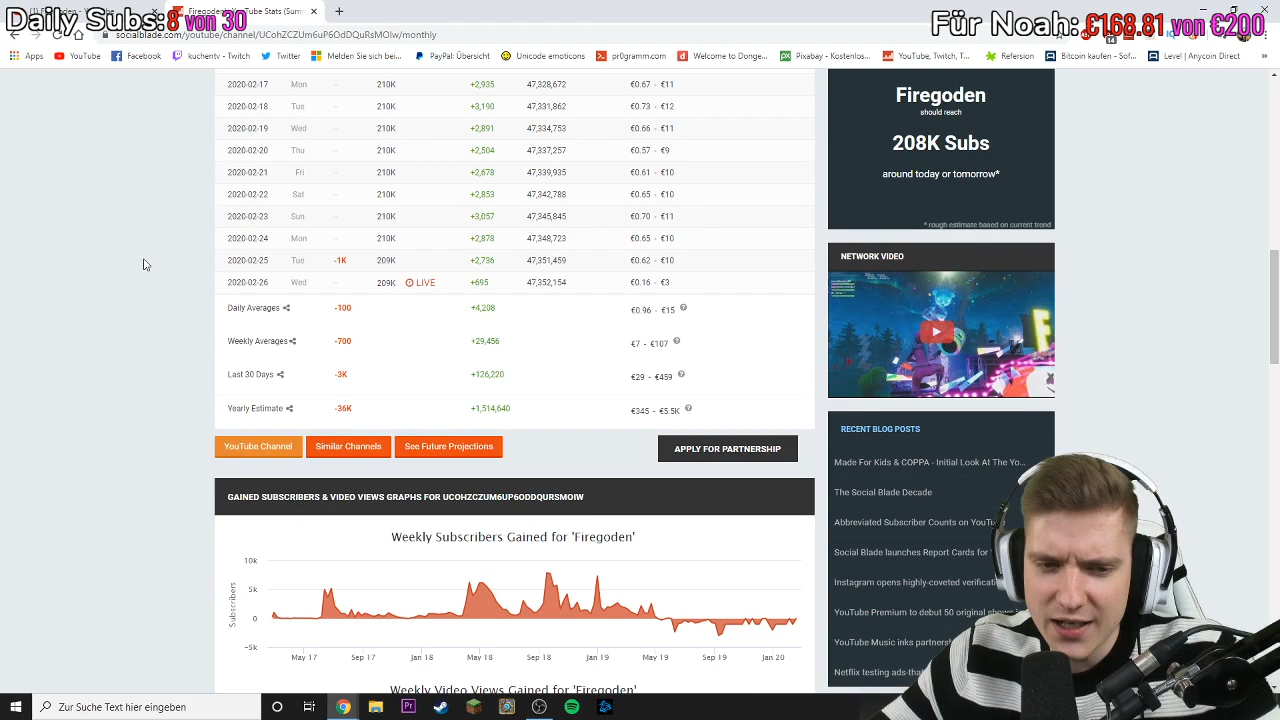 Daily Subs: 8 von 30
Für Noah: €168.81 von €200
socialblade.com/youtube/channel/UCohZCZUm6uP6ODDQuRsMOiw/monthly
Apps YouTube Facebook Suchentv - Twitch Twitter pr0gramm.com Welcome to Donge... Unicode emoticons Pixabay - Kostenlos... YouTube, Twitch, T... Refersion Bitcoin kaufen - Sof... Level | Anycoin Direct
2020-02-17 Mon -- 210K +2,935 47,328,672 €0.67 - €11
2020-02-18 Tue -- 210K +3,190 47,331,862 €0.73 - €12
2020-02-19 Wed -- 210K +2,891 47,334,753 €0.66 - €11
2020-02-20 Thu -- 210K +2,504 47,337,257 €0.57 - €9
2020-02-21 Fri -- 210K +2,678 47,339,935 €0.61 - €10
2020-02-22 Sat -- 210K +2,853 47,342,788 €0.65 - €10
2020-02-23 Sun -- 210K +3,057 47,345,845 €0.70 - €11
2020-02-24 Mon -- 210K +2,878 47,348,723 €0.65 - €10
2020-02-25 Tue -1K 209K +2,736 47,351,459 €0.62 - €10
2020-02-26 Wed -- 209K LIVE +695 47,352,154 €0.16 - €3
Daily Averages -100 +4,208 €0.96 - €15
Weekly Averages -700 +29,456 €7 - €107
Last 30 Days -3K +126,220 €29 - €459
Yearly Estimate -36K +1,514,640 €345 - €5.5K
YouTube Channel Similar Channels See Future Projections APPLY FOR PARTNERSHIP
GAINED SUBSCRIBERS & VIDEO VIEWS GRAPHS FOR UCOHZCZUM6UP6ODDQURSMOIW
Weekly Subscribers Gained for 'Firegoden'
Subscribers
10k
5k
0
-5k
May 17 Sep 17 Jan 18 May 18 Sep 18 Jan 19 May 19 Sep 19 Jan 20
Weekly Video Views Gained for 'Firegoden'
Firegoden
should reach
208K Subs
around today or tomorrow*
* rough estimate based on current trend
NETWORK VIDEO
RECENT BLOG POSTS
Made For Kids & COPPA - Initial Look At The Yo...
The Social Blade Decade
Abbreviated Subscriber Counts on YouTube
Social Blade launches Report Cards for
Instagram opens highly-coveted
YouTube Premium to debut 50 original shows
YouTube Music inks
Netflix testing
Zur Suche Text hier eingeben